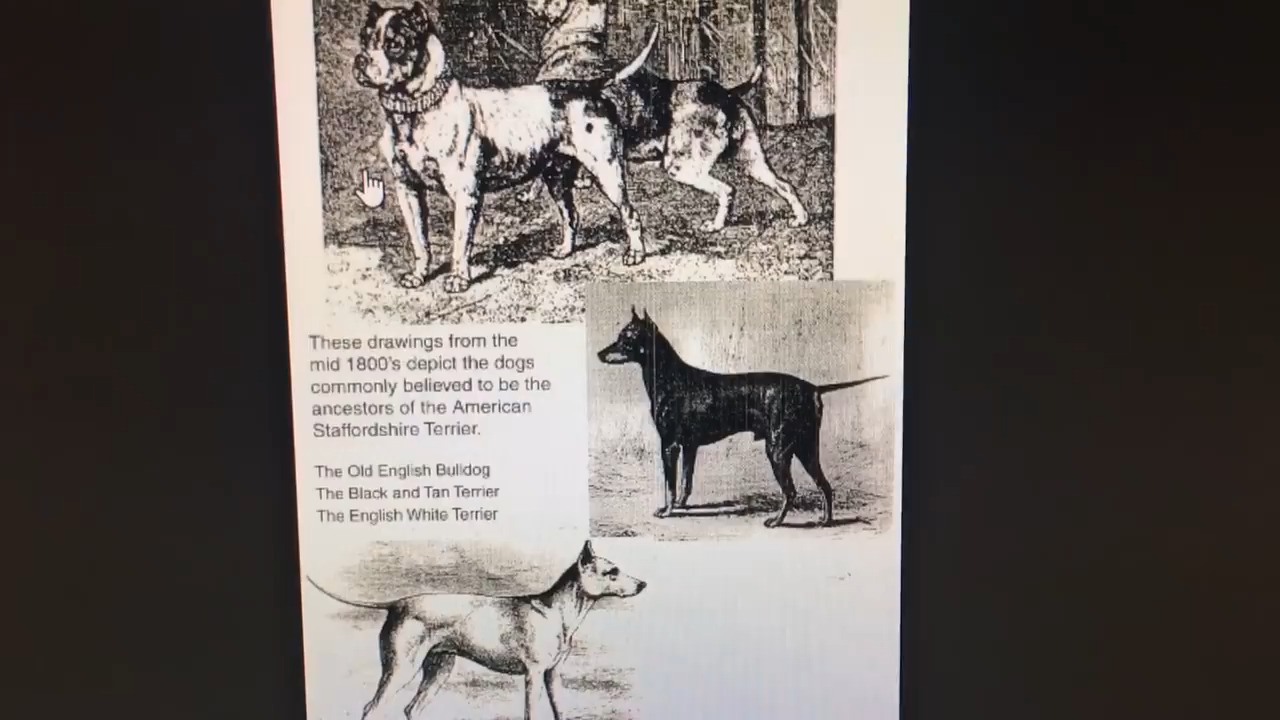 These drawings from the
mid 1800's depict the dogs
commonly believed to be the
ancestors of the American
Staffordshire Terrier.
The Old English Bulldog
The Black and Tan Terrier
The English White Terrier